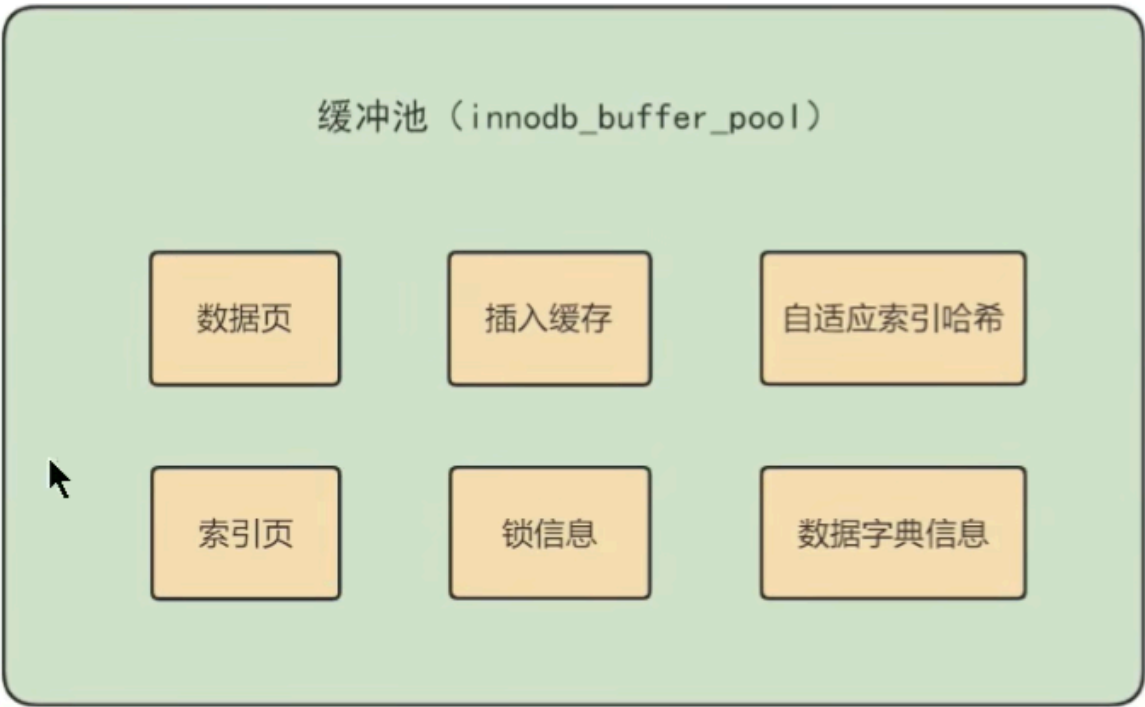 缓冲池（innodb_buffer_pool）
数据页
插入缓存
自适应索引哈希
索引页
锁信息
数据字典信息